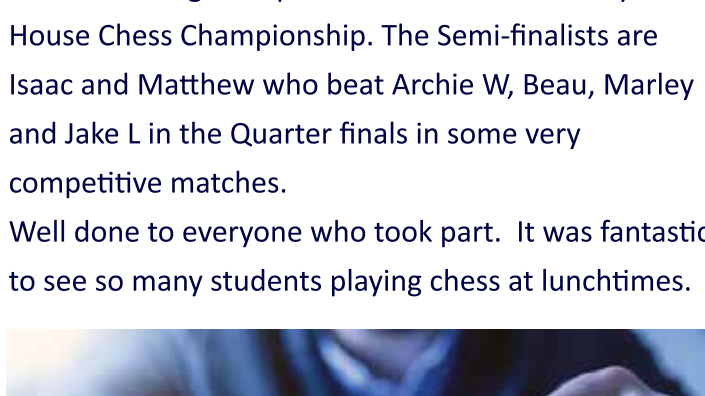 House Chess Championship. The Semi-finalists are
Isaac and Matthew who beat Archie W, Beau, Marley
and Jake L in the Quarter finals in some very
competitive matches.
Well done to everyone who took part.  It was fantastic
to see so many students playing chess at lunchtimes.